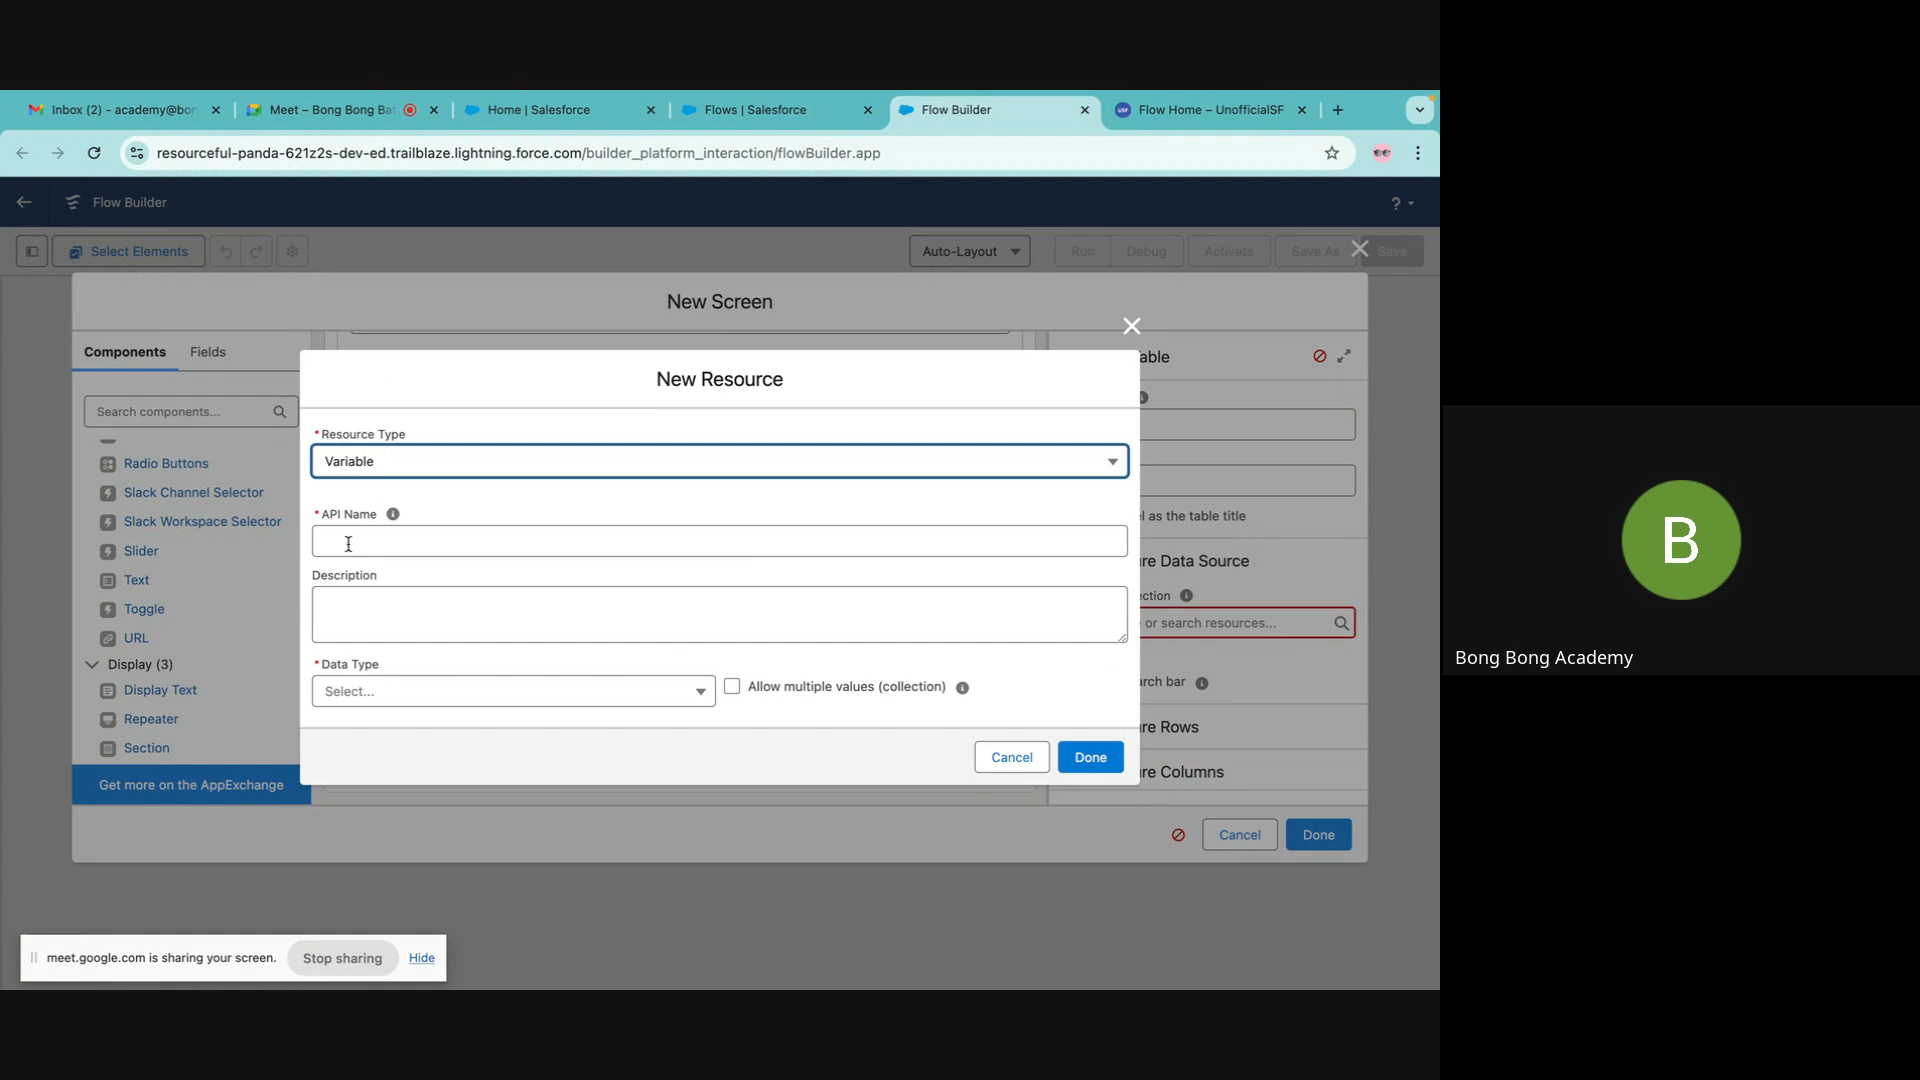 Inbox (2) - academy@bon
Meet – Bong Bong Ba
Home | Salesforce
Flows | Salesforce
Flow Builder
Flow Home – UnofficialSF
resourceful-panda-621z2s-dev-ed.trailblaze.lightning.force.com/builder_platform_interaction/flowBuilder.app
Flow Builder
?
Select Elements
Auto-Layout
Run
Debug
Activate
Save As
Save
New Screen
Components
Fields
Search components...
Radio Buttons
Slack Channel Selector
Slack Workspace Selector
Slider
Text
Toggle
URL
Display (3)
Display Text
Repeater
Section
Get more on the AppExchange
New Resource
*Resource Type
Variable
*API Name
Description
*Data Type
Select...
Allow multiple values (collection)
Cancel
Done
able
el as the table title
re Data Source
ection
or search resources...
arch bar
re Rows
re Columns
Cancel
Done
meet.google.com is sharing your screen.
Stop sharing
Hide
B
Bong Bong Academy